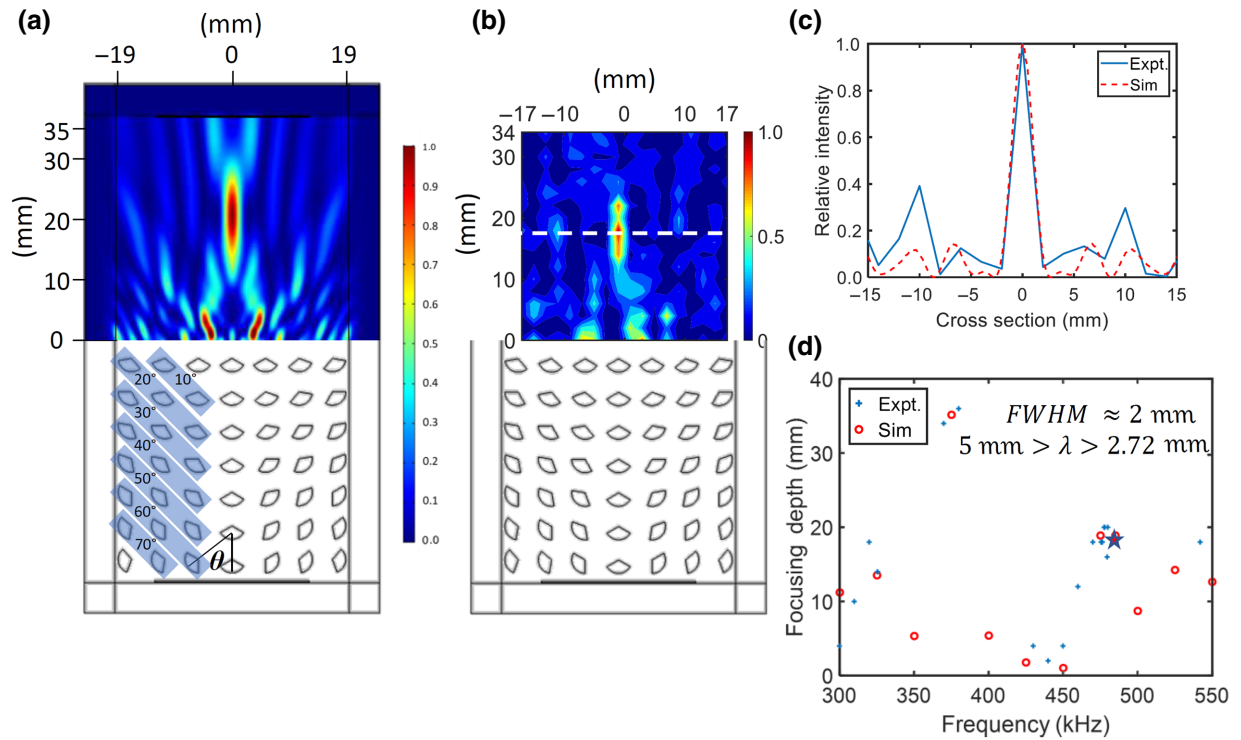 (a)
(mm)
−19 0 19
35
30
20
10
0
(mm)
1.0
0.9
0.8
0.7
0.6
0.5
0.4
0.3
0.2
0.1
0.0
20° 10°
30°
40°
50°
60°
70°
θ
(b)
(mm)
−17 −10 0 10 17
34
30
20
10
0
(mm)
1.0
0.5
0
(c)
1.0
0.8
0.6
0.4
0.2
0.0
Relative intensity
Expt.
Sim
−15 −10 −5 0 5 10 15
Cross section (mm)
(d)
40
30
20
10
0
Focusing depth (mm)
Expt.
Sim
FWHM ≈ 2 mm
5 mm > λ > 2.72 mm
300 350 400 450 500 550
Frequency (kHz)